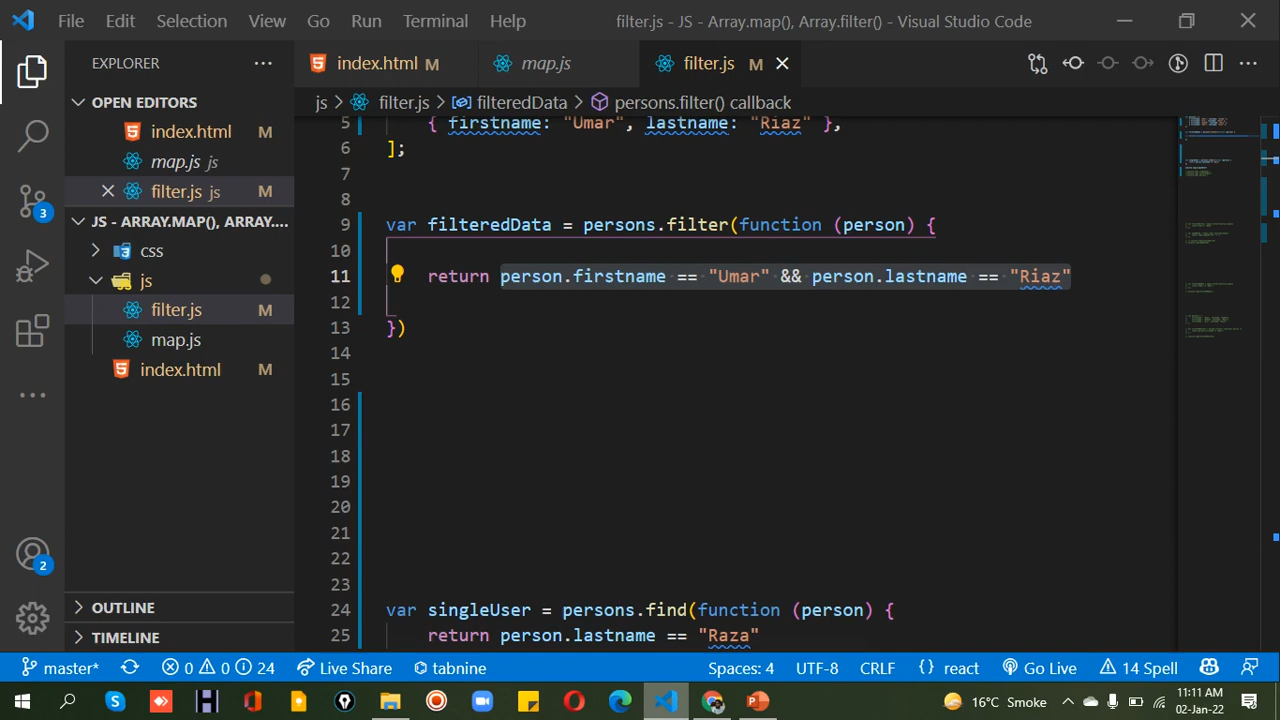 File Edit Selection View Go Run Terminal Help filter.js - JS - Array.map(), Array.filter() - Visual Studio Code
EXPLORER
index.html M map.js filter.js M
js filter.js filteredData persons.filter() callback
OPEN EDITORS
index.html M
map.js js
filter.js js M
JS - ARRAY.MAP(), ARRAY....
css
js
filter.js M
map.js
index.html M
OUTLINE
TIMELINE
3
2
5 { firstname: "Umar", lastname: "Riaz" },
6 ];
7
8
9 var filteredData = persons.filter(function (person) {
10
11 return person.firstname == "Umar" && person.lastname == "Riaz"
12
13 })
14
15
16
17
18
19
20
21
22
23
24 var singleUser = persons.find(function (person) {
25 return person.lastname == "Raza"
master* 0 0 24 Live Share tabnine Spaces: 4 UTF-8 CRLF {} react Go Live 14 Spell
16°C Smoke 11:11 AM
02-Jan-22